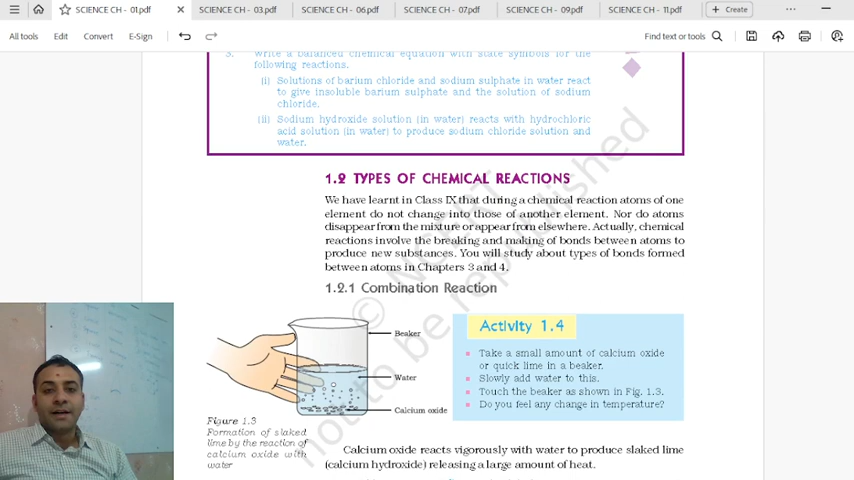 SCIENCE CH - 01.pdf
SCIENCE CH - 03.pdf
SCIENCE CH - 06.pdf
SCIENCE CH - 07.pdf
SCIENCE CH - 09.pdf
SCIENCE CH - 11.pdf
+ Create
All tools
Edit
Convert
E-Sign
Find text or tools
3. Write a balanced chemical equation with state symbols for the
following reactions.
(i) Solutions of barium chloride and sodium sulphate in water react
to give insoluble barium sulphate and the solution of sodium
chloride.
(ii) Sodium hydroxide solution (in water) reacts with hydrochloric
acid solution (in water) to produce sodium chloride solution and
water.
1.2 TYPES OF CHEMICAL REACTIONS
We have learnt in Class IX that during a chemical reaction atoms of one
element do not change into those of another element. Nor do atoms
disappear from the mixture or appear from elsewhere. Actually, chemical
reactions involve the breaking and making of bonds between atoms to
produce new substances. You will study about types of bonds formed
between atoms in Chapters 3 and 4.
1.2.1 Combination Reaction
Beaker
Water
Calcium oxide
Figure 1.3
Formation of slaked
lime by the reaction of
calcium oxide with
water
Activity 1.4
Take a small amount of calcium oxide
or quick lime in a beaker.
Slowly add water to this.
Touch the beaker as shown in Fig. 1.3.
Do you feel any change in temperature?
Calcium oxide reacts vigorously with water to produce slaked lime
(calcium hydroxide) releasing a large amount of heat.
© NCERT
not to be republished